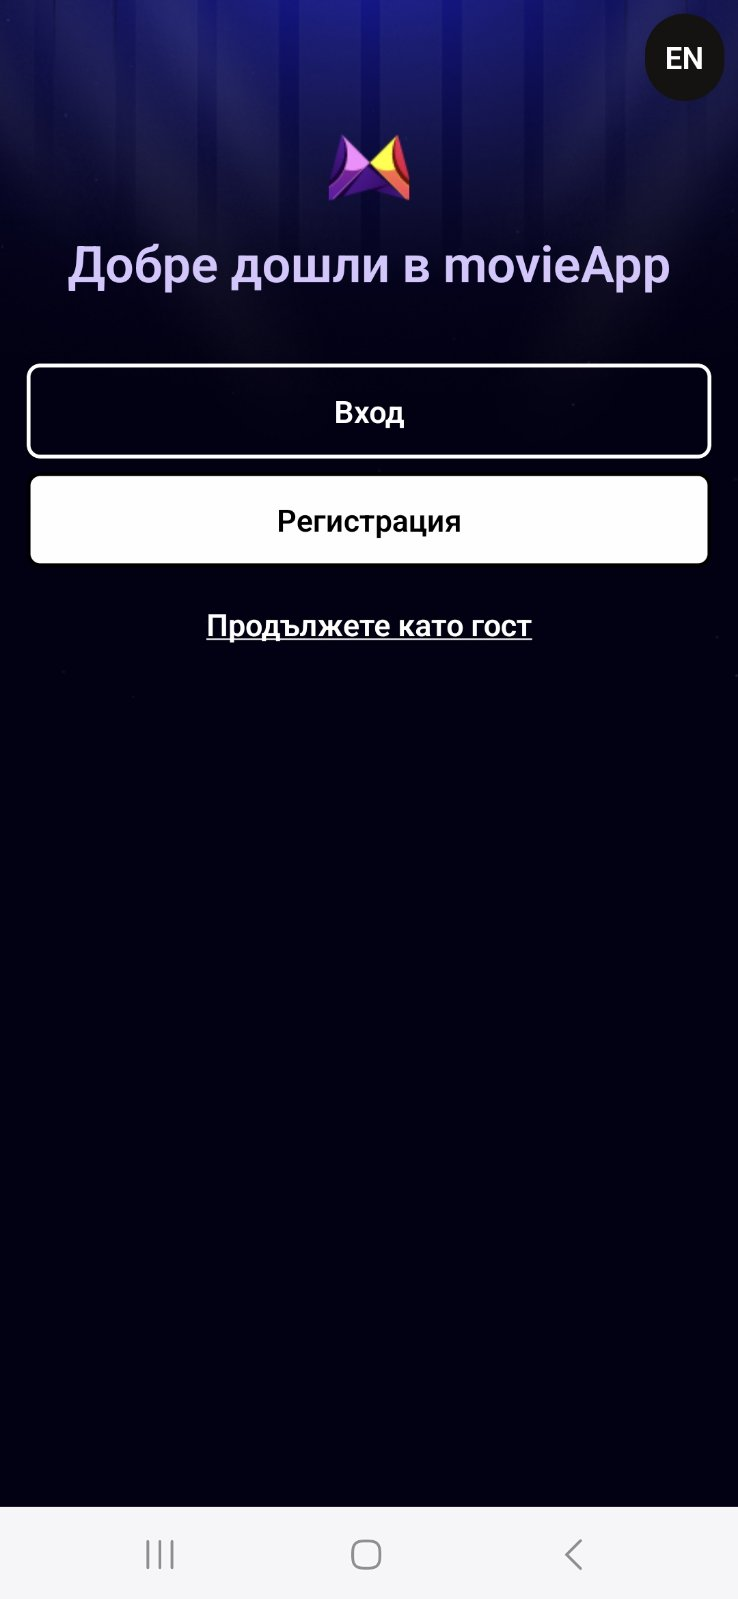 EN
Добре дошли в movieApp
Вход
Регистрация
Продължете като гост